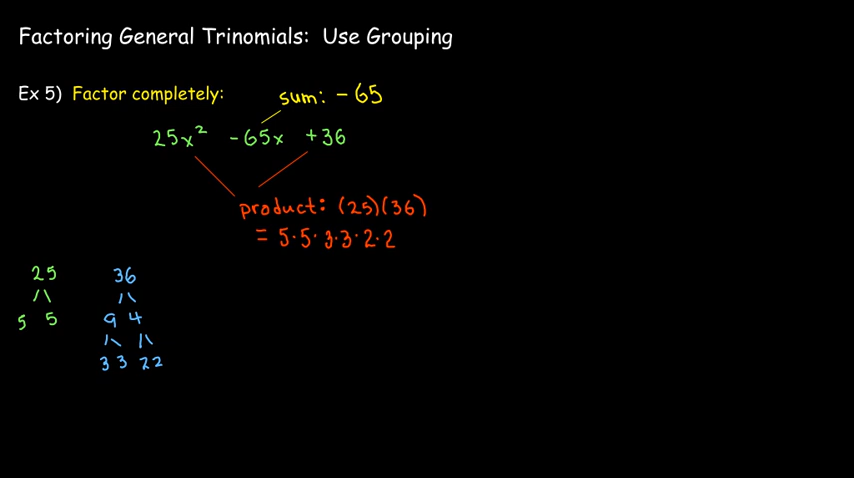 Factoring General Trinomials: Use Grouping
Ex 5) Factor completely: sum: - 65
25x² - 65x + 36
product: (25)(36)
= 5·5·3·3·2·2
25 36
5 5 9 4
3 3 2 2